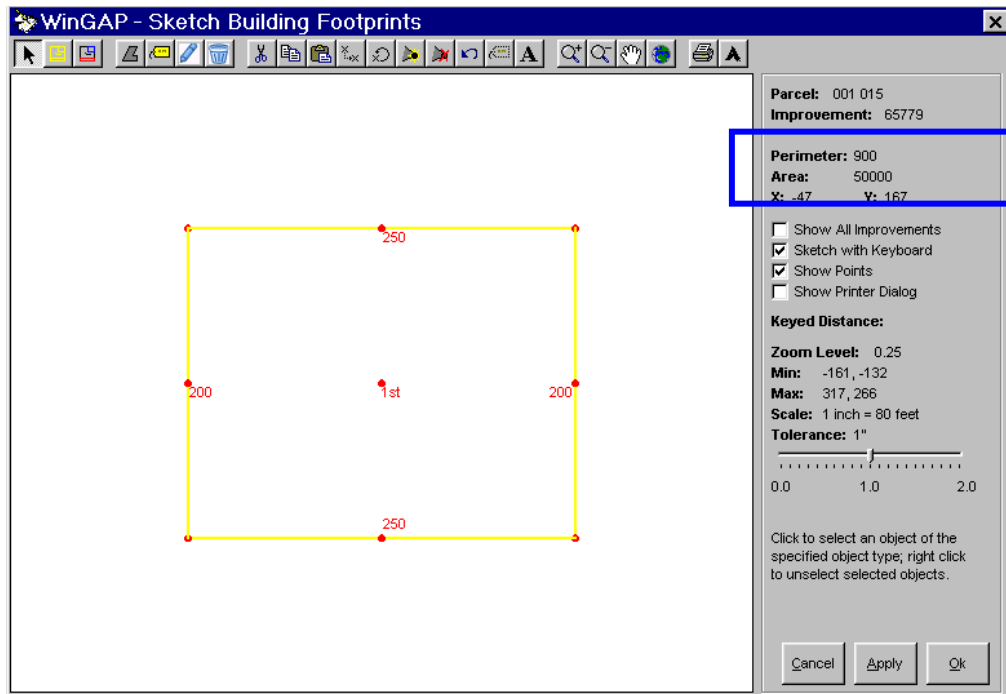 WinGAP - Sketch Building Footprints
A
Parcel: 001 015
Improvement: 65779
Perimeter: 900
Area: 50000
X: -47 Y: 167
Show All Improvements
Sketch with Keyboard
Show Points
Show Printer Dialog
Keyed Distance:
Zoom Level: 0.25
Min: -161, -132
Max: 317, 266
Scale: 1 inch = 80 feet
Tolerance: 1"
0.0 1.0 2.0
Click to select an object of the
specified object type; right click
to unselect selected objects.
Cancel Apply Ok
250
200 1st 200
250